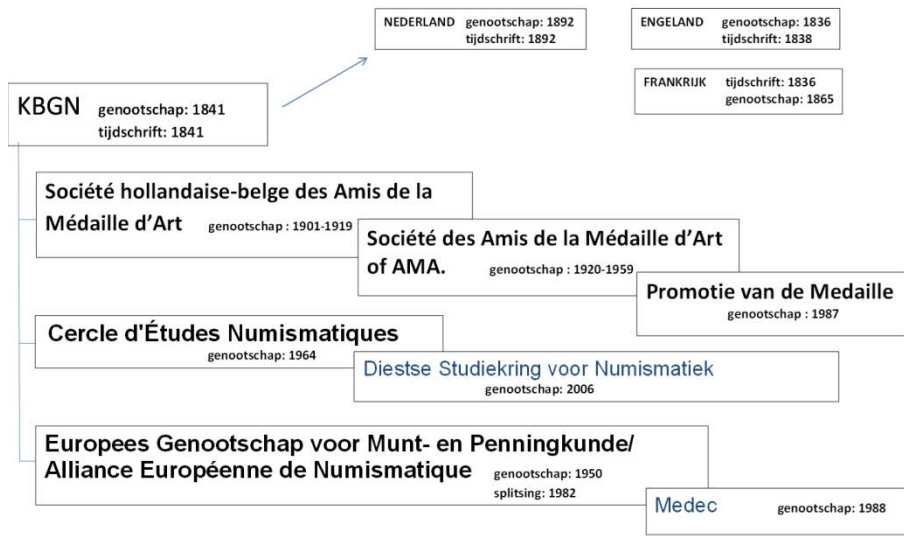 NEDERLAND genootschap: 1892
tijdschrift: 1892
ENGELAND genootschap: 1836
tijdschrift: 1838
FRANKRIJK tijdschrift: 1836
genootschap: 1865
KBGN genootschap: 1841
tijdschrift: 1841
Société hollandaise-belge des Amis de la
Médaille d’Art genootschap : 1901-1919
Société des Amis de la Médaille d’Art
of AMA. genootschap : 1920-1959
Promotie van de Medaille
genootschap : 1987
Cercle d'Études Numismatiques
genootschap: 1964
Diestse Studiekring voor Numismatiek
genootschap: 2006
Europees Genootschap voor Munt- en Penningkunde/
Alliance Européenne de Numismatique genootschap: 1950
splitsing: 1982
Medec genootschap: 1988